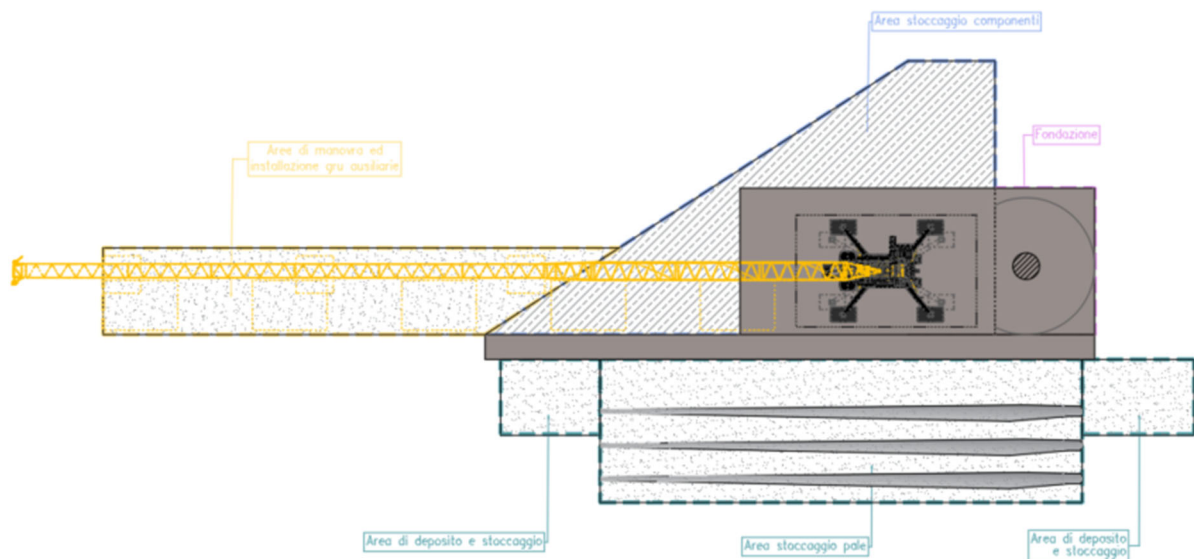 Area stoccaggio componenti
Fondazione
Aree di manovra ed
installazione gru ausiliarie
Area di deposito e stoccaggio
Area stoccaggio pale
Area di deposito
e stoccaggio